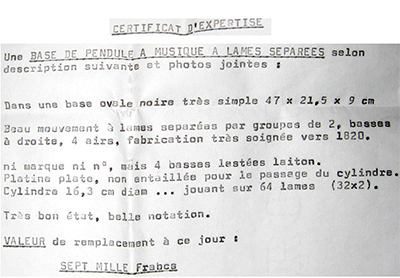 CERTIFICAT D'EXPERTISE
Une BASE DE PENDULE A MUSIQUE A LAMES SEPAREES selon
description suivante et photos jointes :
Dans une base ovale noire très simple 47 x 21,5 x 9 cm
Beau mouvement à lames separées par groupes de 2, basses
à droite, 4 airs, fabrication très soignée vers 1820.
ni marque ni n°, mais 4 basses lestées laiton.
Platine plate, non entaillée pour le passage du cylindre.
Cylindre 16,3 cm diam ... jouant sur 64 lames (32x2).
Très bon état, belle notation.
VALEUR de remplacement à ce jour :
SEPT MILLE Frabcs